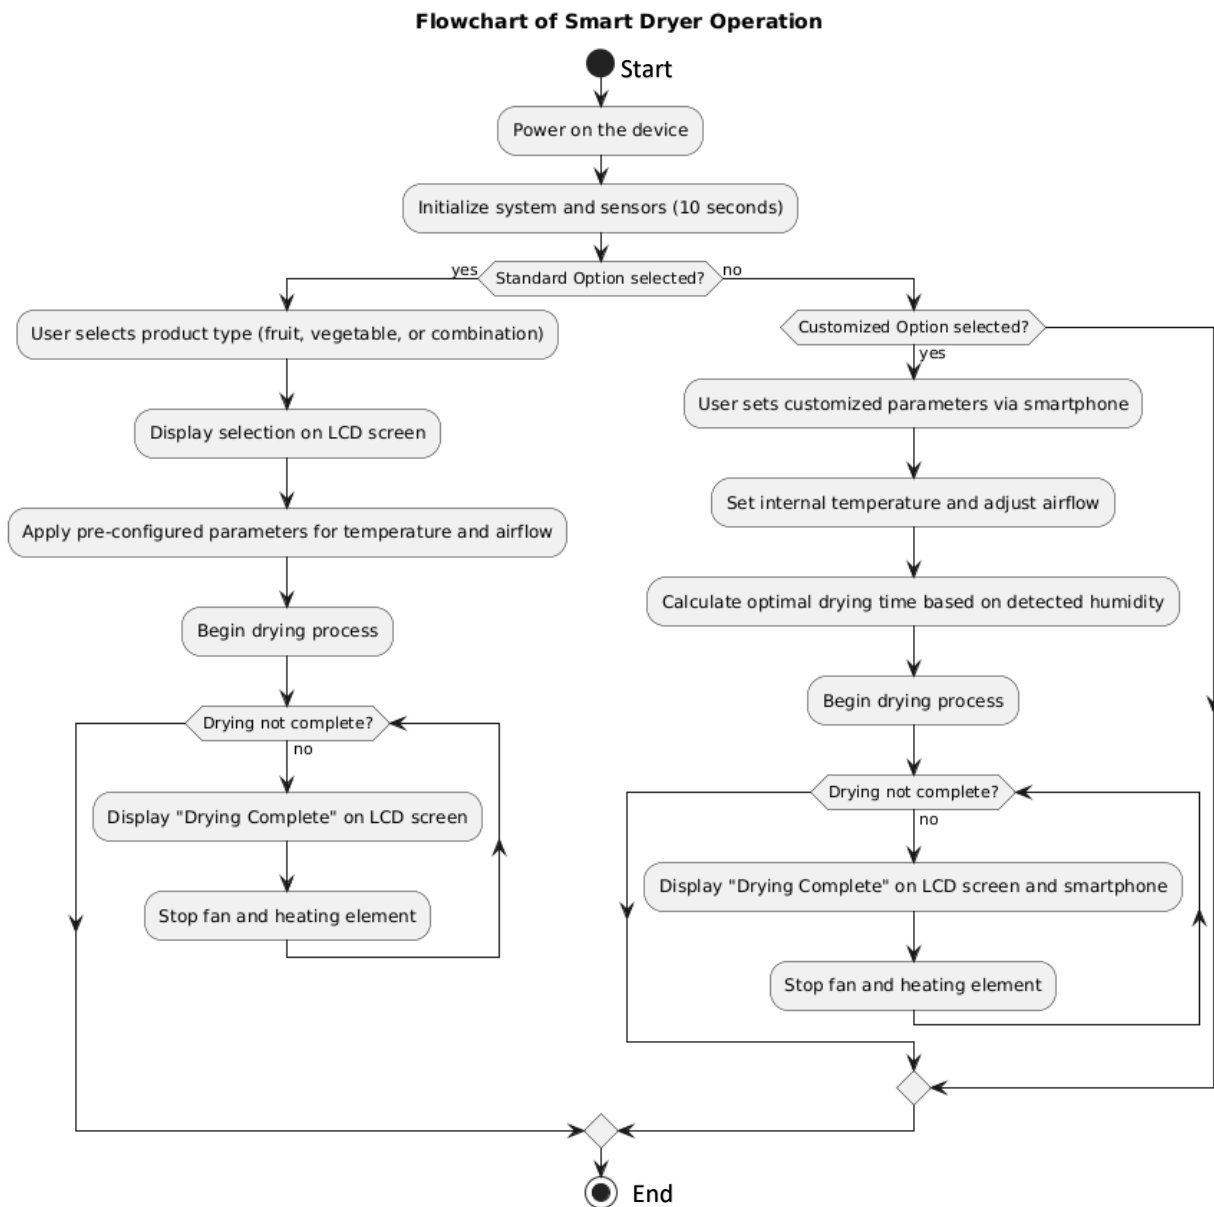 Flowchart of Smart Dryer Operation
Start
Power on the device
Initialize system and sensors (10 seconds)
yes
Standard Option selected?
no
User selects product type (fruit, vegetable, or combination)
Display selection on LCD screen
Apply pre-configured parameters for temperature and airflow
Begin drying process
Drying not complete?
no
Display "Drying Complete" on LCD screen
Stop fan and heating element
Customized Option selected?
yes
User sets customized parameters via smartphone
Set internal temperature and adjust airflow
Calculate optimal drying time based on detected humidity
Begin drying process
Drying not complete?
no
Display "Drying Complete" on LCD screen and smartphone
Stop fan and heating element
End